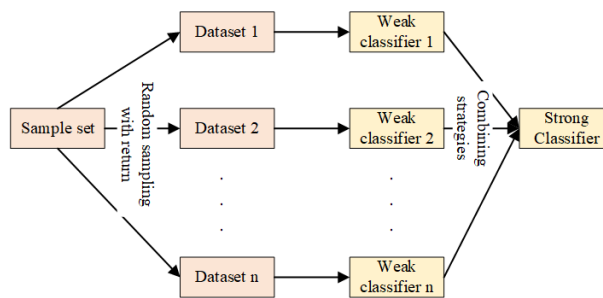 Dataset 1
Weak
classifier 1
Sample set
Random sampling
with return
Dataset 2
Weak
classifier 2
Combining
strategies
Strong
Classifier
.
.
.
.
.
.
Dataset n
Weak
classifier n